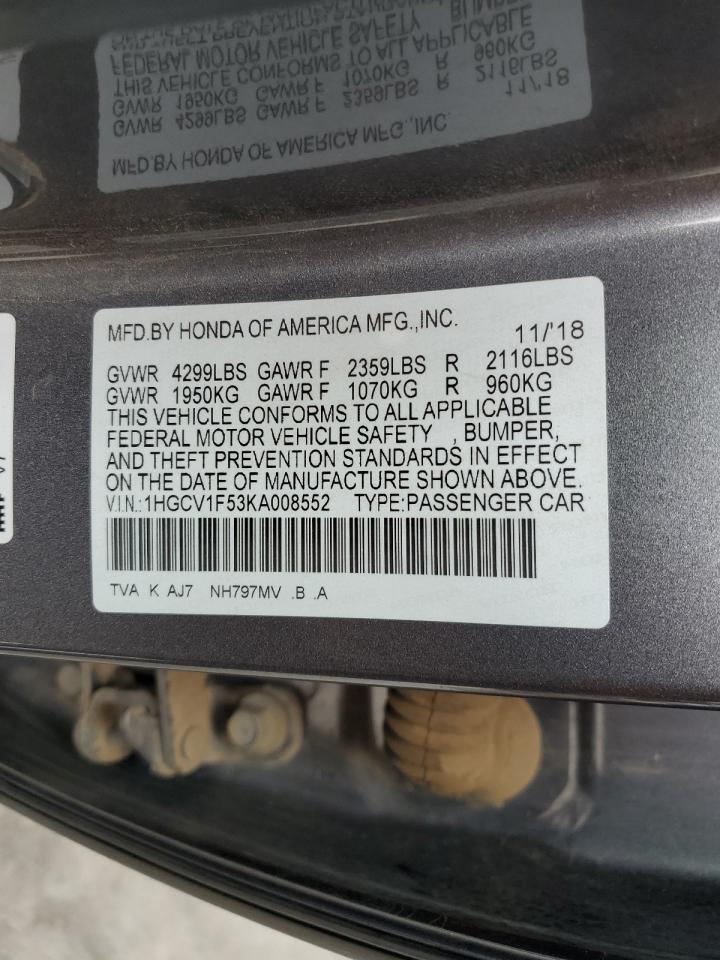 MFD.BY HONDA OF AMERICA MFG.,INC. 11/'18
GVWR 4299LBS GAWR F 2359LBS R 2116LBS
GVWR 1950KG GAWR F 1070KG R 960KG
THIS VEHICLE CONFORMS TO ALL APPLICABLE
FEDERAL MOTOR VEHICLE SAFETY , BUMPER,
AND THEFT PREVENTION STANDARDS IN EFFECT
ON THE DATE OF MANUFACTURE SHOWN ABOVE.
V.I.N.:1HGCV1F53KA008552 TYPE:PASSENGER CAR
TVA K AJ7 NH797MV .B .A